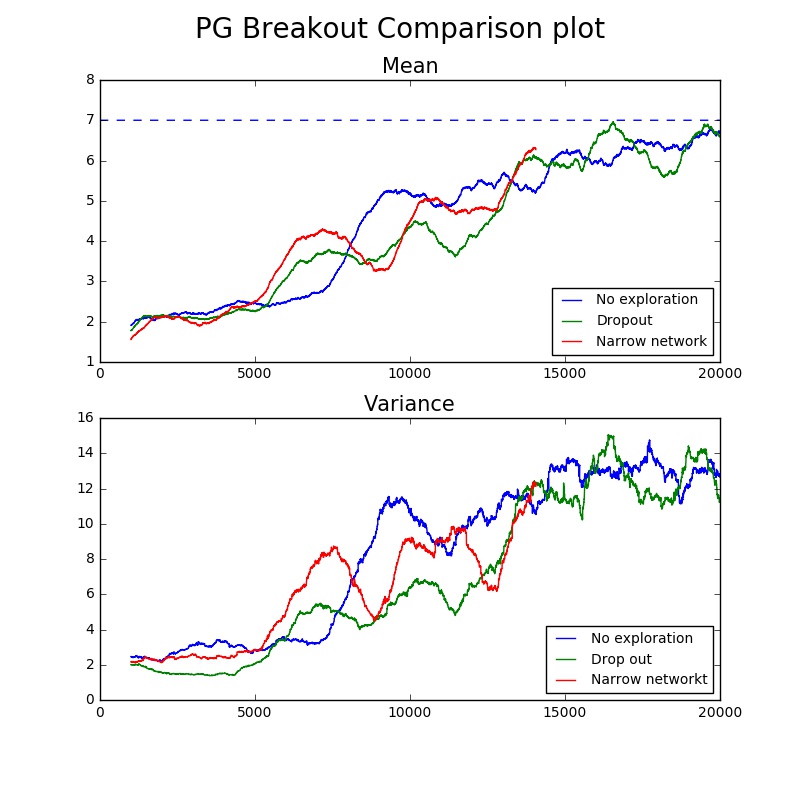 PG Breakout Comparison plot
Mean
8
7
6
5
4
3
2
1
No exploration
Dropout
Narrow network
0 5000 10000 15000 20000
Variance
16
14
12
10
8
6
4
2
0
No exploration
Drop out
Narrow networkt
0 5000 10000 15000 20000